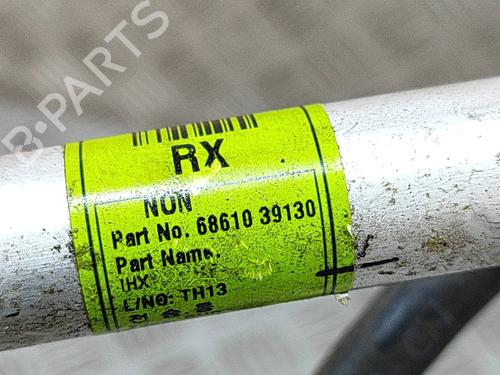 B-PARTS
RX
NON
Part No. 68610 39130
Part Name.
IHX
L/NO: TH13